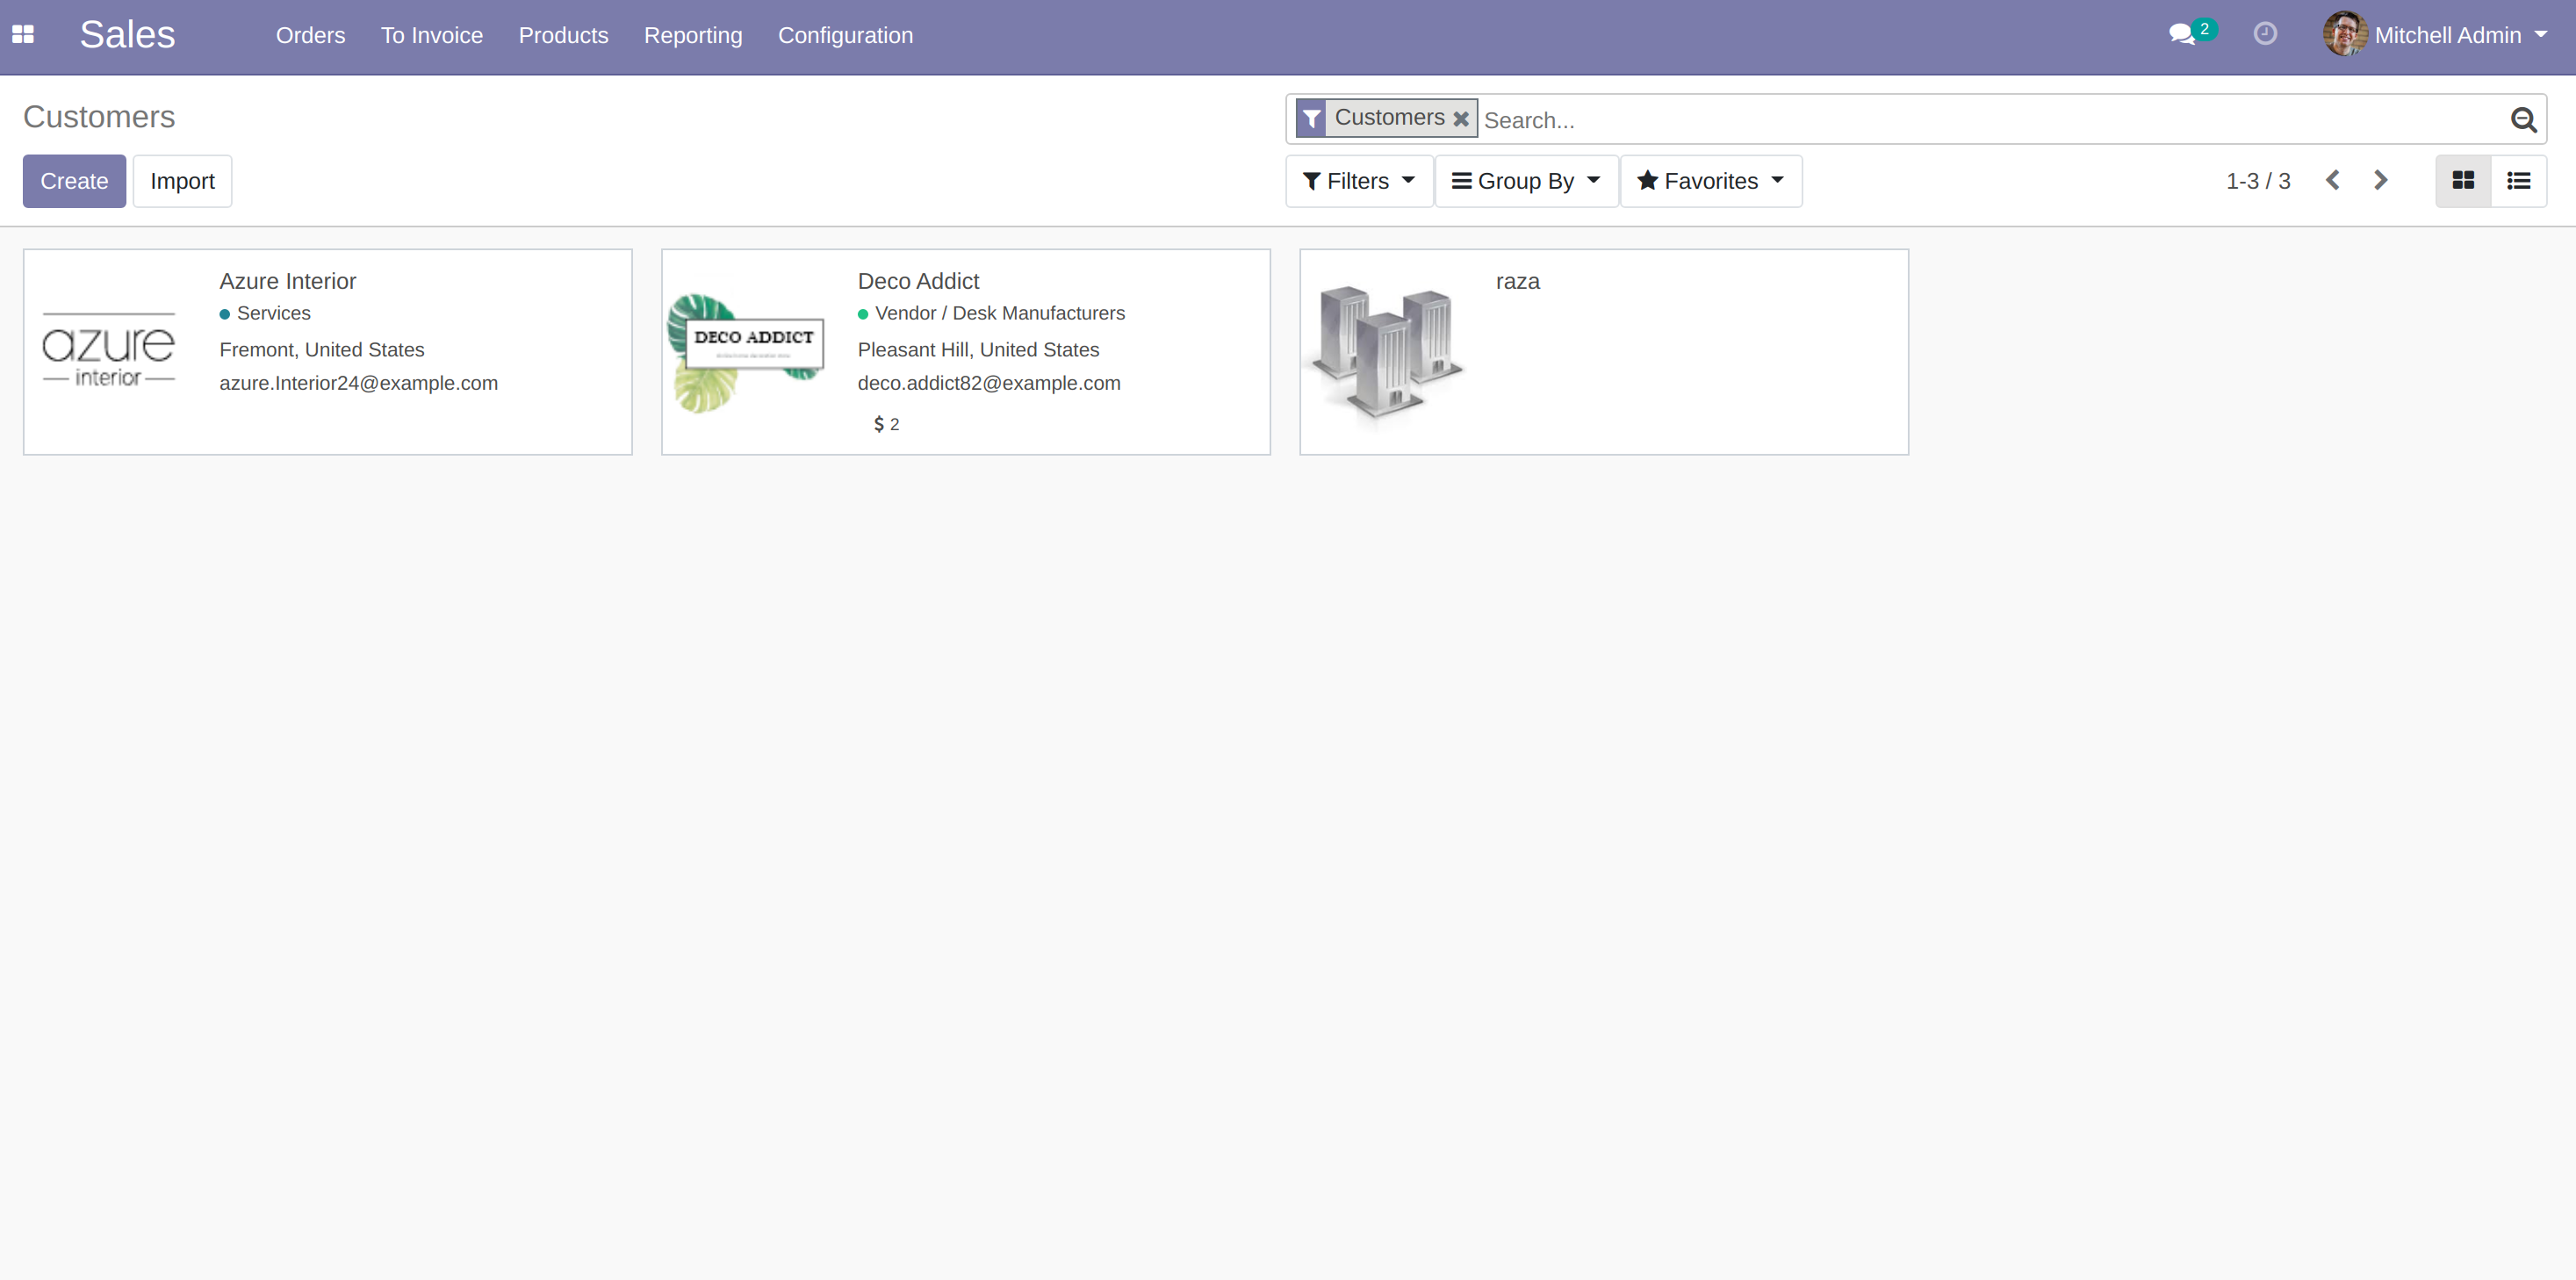 Sales
Orders
To Invoice
Products
Reporting
Configuration
2
Mitchell Admin
Customers
Customers
Search...
Create
Import
Filters
Group By
Favorites
1-3 / 3
azure
interior
Azure Interior
Services
Fremont, United States
azure.Interior24@example.com
DECO ADDICT
Deco Addict
Vendor / Desk Manufacturers
Pleasant Hill, United States
deco.addict82@example.com
$ 2
raza